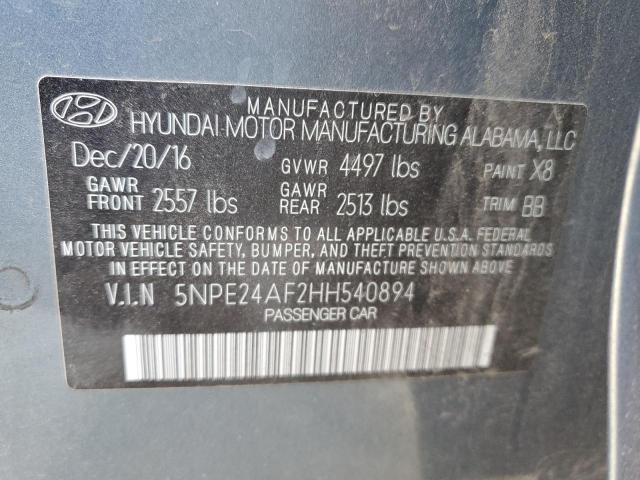 MANUFACTURED BY
HYUNDAI MOTOR MANUFACTURING ALABAMA, LLC
Dec/20/16 GVWR 4497 lbs PAINT X8
GAWR FRONT 2557 lbs GAWR REAR 2513 lbs TRIM BB
THIS VEHICLE CONFORMS TO ALL APPLICABLE U.S.A. FEDERAL
MOTOR VEHICLE SAFETY, BUMPER, AND THEFT PREVENTION STANDARDS
IN EFFECT ON THE DATE OF MANUFACTURE SHOWN ABOVE.
V.I.N 5NPE24AF2HH540894
PASSENGER CAR